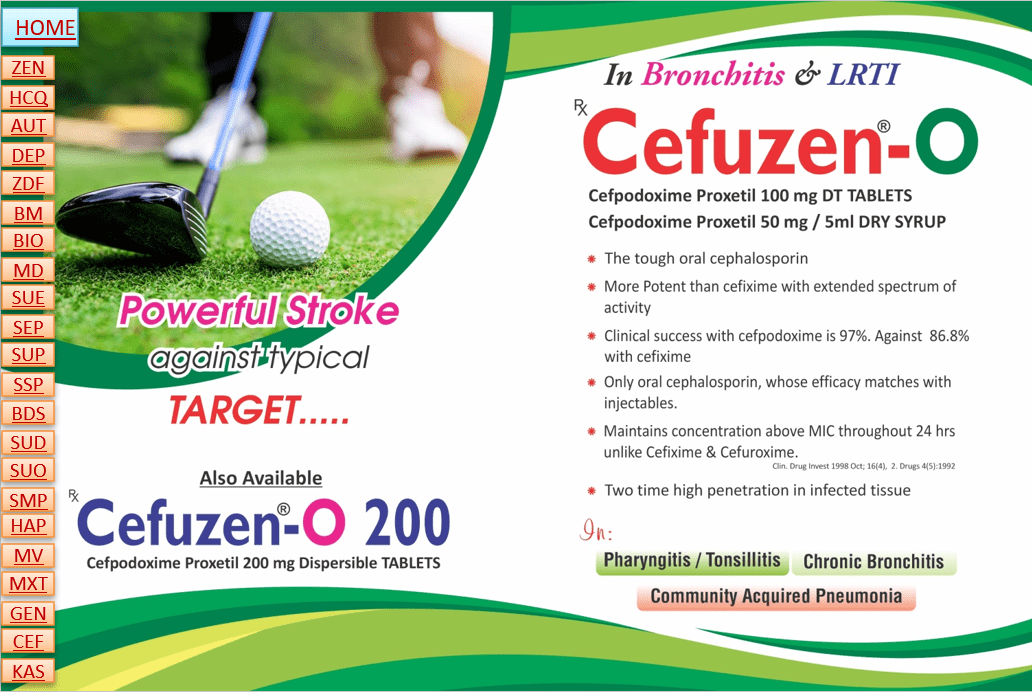 HOME
ZEN
HCQ
AUT
DEP
ZDF
BM
BIO
MD
SUE
SEP
SUP
SSP
BDS
SUD
SUO
SMP
HAP
MV
MXT
GEN
CEF
KAS
Powerful Stroke
against typical
TARGET.....
Also Available
Rx
Cefuzen®-O 200
Cefpodoxime Proxetil 200 mg Dispersible TABLETS
In Bronchitis & LRTI
Rx
Cefuzen®-O
Cefpodoxime Proxetil 100 mg DT TABLETS
Cefpodoxime Proxetil 50 mg / 5ml DRY SYRUP
The tough oral cephalosporin
More Potent than cefixime with extended spectrum of
activity
Clinical success with cefpodoxime is 97%. Against 86.8%
with cefixime
Only oral cephalosporin, whose efficacy matches with
injectables.
Maintains concentration above MIC throughout 24 hrs
unlike Cefixime & Cefuroxime.
Clin. Drug Invest 1998 Oct; 16(4), 2. Drugs 4(5):1992
Two time high penetration in infected tissue
In:
Pharyngitis / Tonsillitis
Chronic Bronchitis
Community Acquired Pneumonia